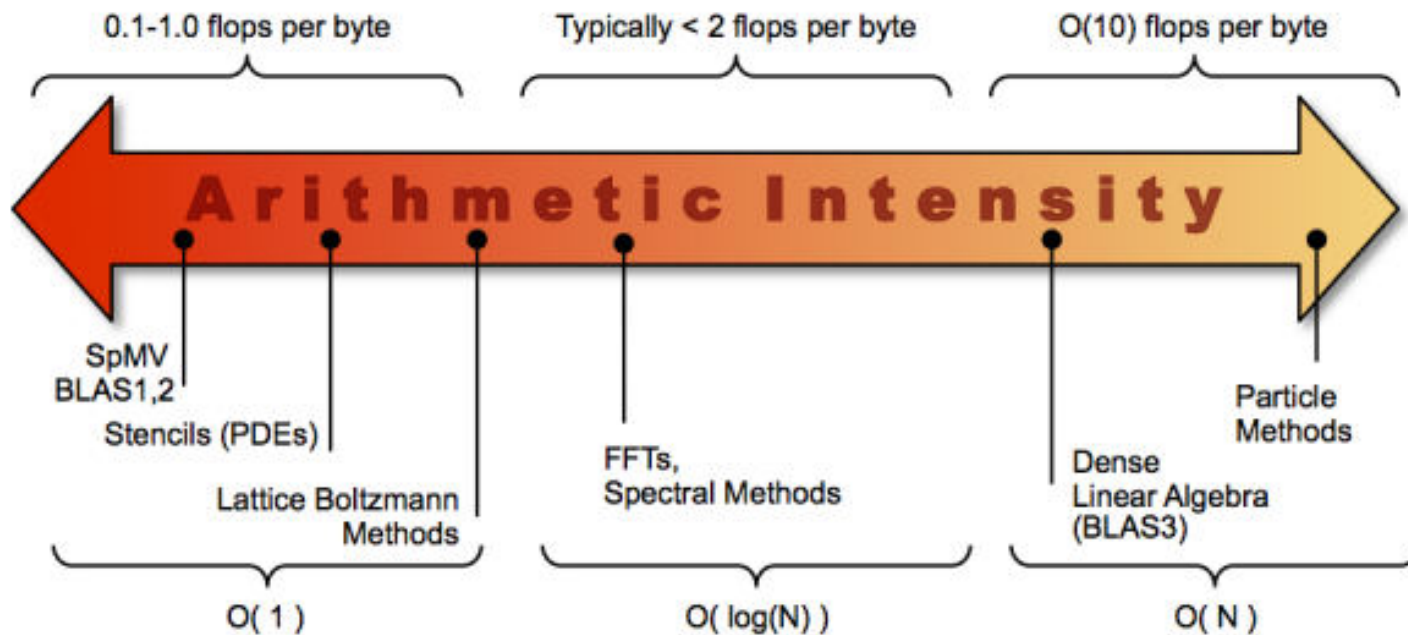 0.1-1.0 flops per byte
Typically < 2 flops per byte
O(10) flops per byte
Arithmetic Intensity
SpMV
BLAS1,2
Stencils (PDEs)
Lattice Boltzmann
Methods
FFTs,
Spectral Methods
Dense
Linear Algebra
(BLAS3)
Particle
Methods
O( 1 )
O( log(N) )
O( N )